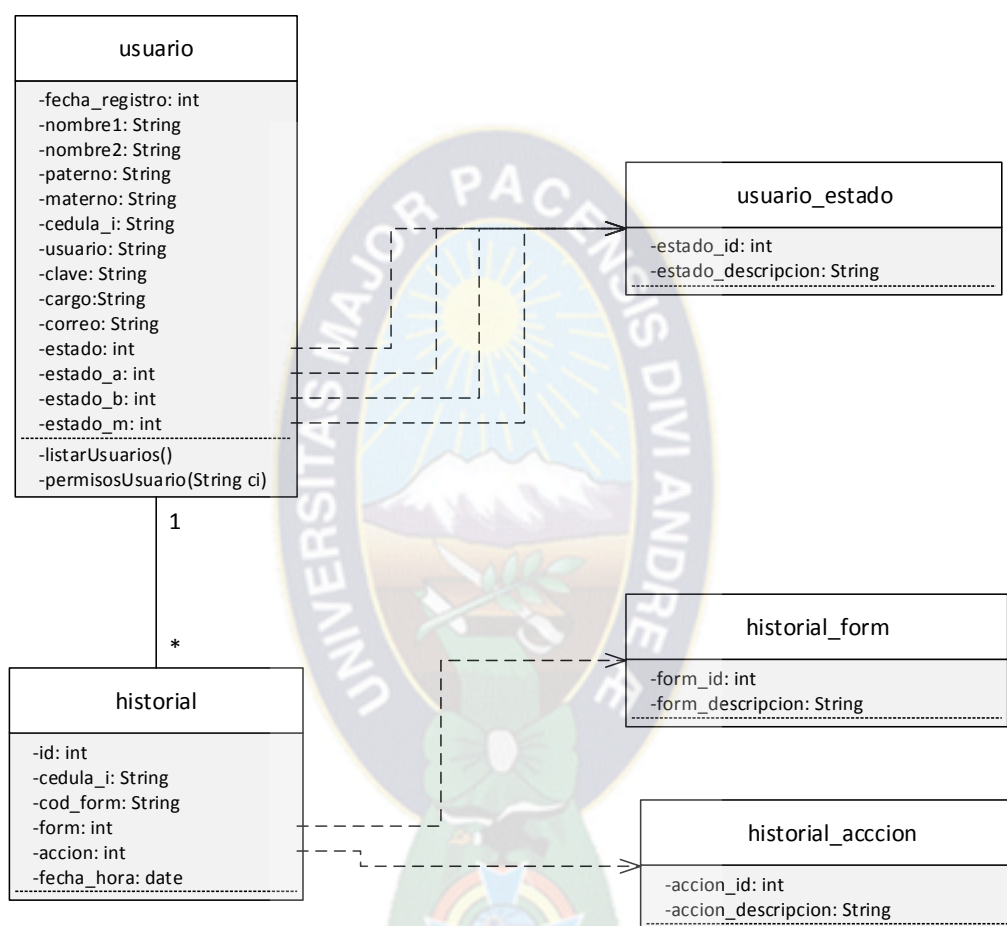 usuario
-fecha_registro: int
-nombre1: String
-nombre2: String
-paterno: String
-materno: String
-cedula_i: String
-usuario: String
-clave: String
-cargo:String
-correo: String
-estado: int
-estado_a: int
-estado_b: int
-estado_m: int
-listarUsuarios()
-permisosUsuario(String ci)
usuario_estado
-estado_id: int
-estado_descripcion: String
1
*
historial
-id: int
-cedula_i: String
-cod_form: String
-form: int
-accion: int
-fecha_hora: date
historial_form
-form_id: int
-form_descripcion: String
historial_acccion
-accion_id: int
-accion_descripcion: String
UNIVERSITAS MAJOR PACENSIS DIVI ANDRE Æ